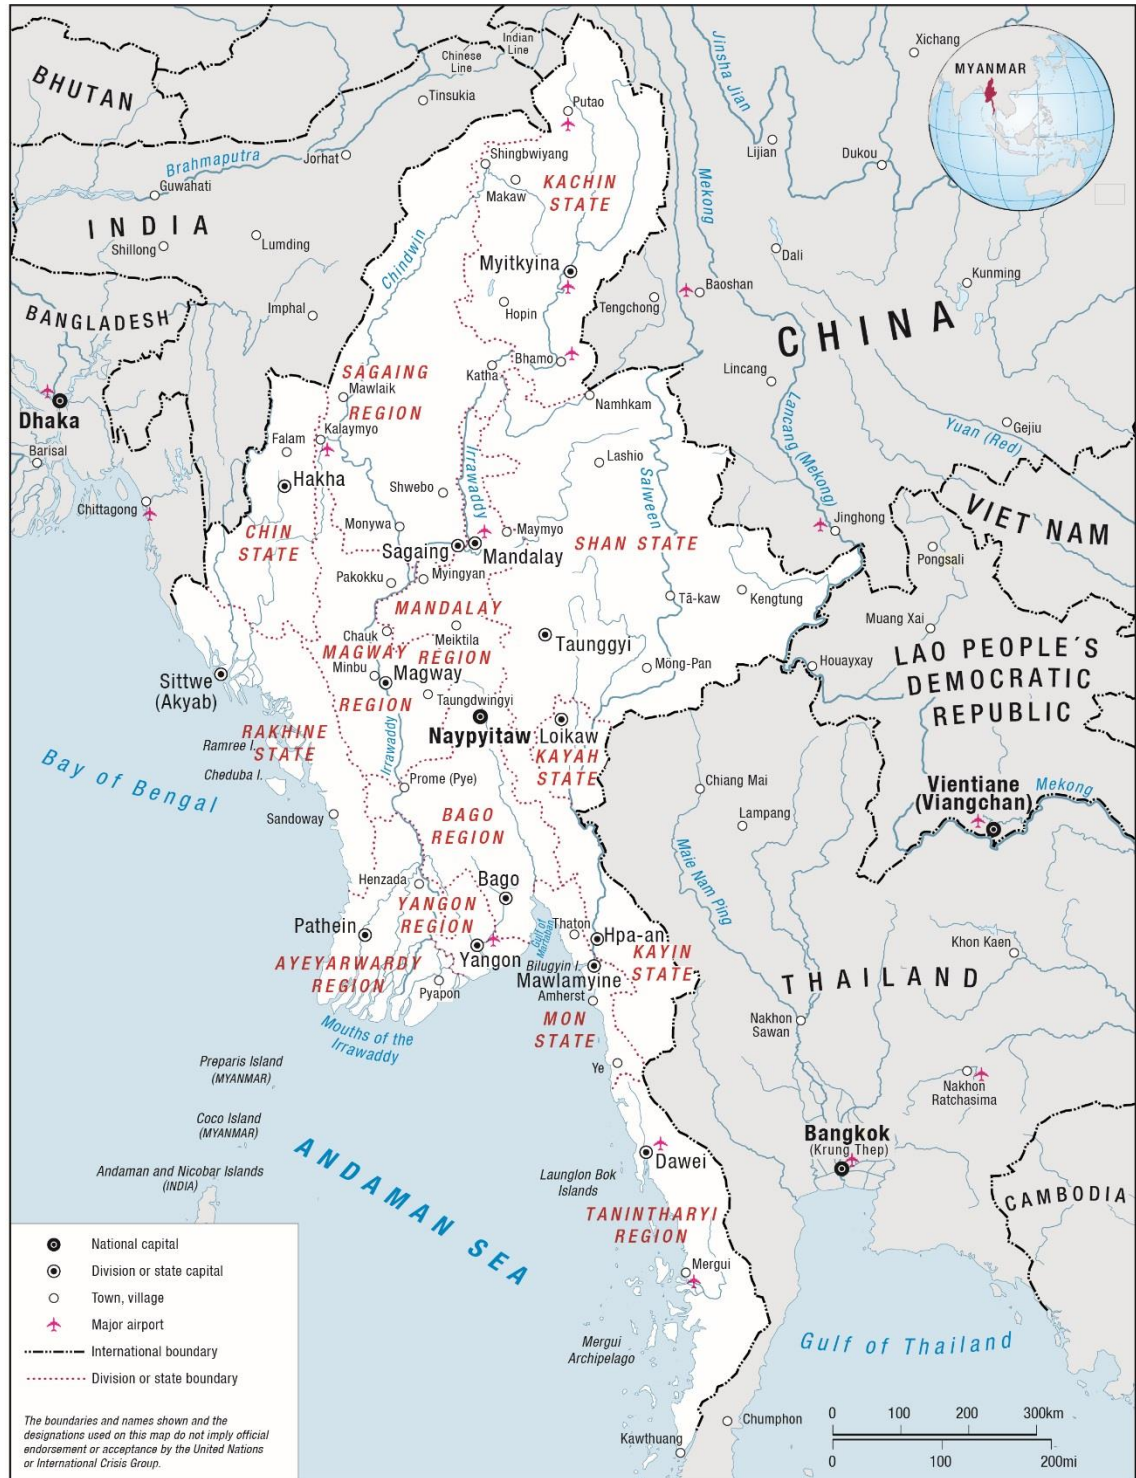 Xichang
Indian
Line
Chinese
Line
BHUTAN
Jinsha Jian
MYANMAR
Tinsukia
Putao
Lijian
Dukou
Brahmaputra
Jorhat
Shingbwiyang
Guwahati
Makaw
KACHIN
STATE
Mekong
INDIA
Shillong
Lumding
Chindwin
Dali
Myitkyina
Kunming
Baoshan
Tengchong
Hopin
Imphal
BANGLADESH
CHINA
Bhamo
Katha
SAGAING
REGION
Mawlaik
Lincang
Namhkam
Lancang (Mekong)
Dhaka
Yuan (Red)
Gejiu
Barisal
Falam
Kalaymyo
Irrawaddy
Lashio
Salween
Hakha
Shwebo
Chittagong
Monywa
Maymyo
Jinghong
VIET NAM
CHIN
STATE
Sagaing
Mandalay
SHAN STATE
Pongsali
Pakokku
Myingyan
Tā-kaw
Kengtung
MANDALAY
REGION
Chauk
Meiktila
Taunggyi
Muang Xai
MAGWAY
REGION
Minbu
Magway
Möng-Pan
Houayxay
LAO PEOPLE´S
DEMOCRATIC
REPUBLIC
Sittwe
(Akyab)
Taungdwingyi
Naypyitaw
Loikaw
RAKHINE
STATE
Ramree I.
Cheduba I.
Irrawaddy
KAYAH
STATE
Bay of Bengal
Prome (Pye)
Chiang Mai
Vientiane
(Viangchan)
Mekong
Lampang
Sandoway
BAGO
REGION
Maie Nam Ping
Henzada
Bago
YANGON
REGION
Pathein
Gulf of
Martaban
Thaton
Hpa-an
Khon Kaen
AYEYARWARDY
REGION
Yangon
Bilugyin I.
KAYIN
STATE
Mawlamyine
THAILAND
Pyapon
Amherst
Mouths of the
Irrawaddy
MON
STATE
Nakhon
Sawan
Preparis Island
(MYANMAR)
Ye
Nakhon
Ratchasima
Coco Island
(MYANMAR)
Bangkok
(Krung Thep)
ANDAMAN SEA
Dawei
Andaman and Nicobar Islands
(INDIA)
Launglon Bok
Islands
CAMBODIA
TANINTHARYI
REGION
Mergui
Mergui
Archipelago
Gulf of Thailand
Chumphon
Kawthuang
National capital
Division or state capital
Town, village
Major airport
International boundary
Division or state boundary
The boundaries and names shown and the
designations used on this map do not imply official
endorsement or acceptance by the United Nations
or International Crisis Group.
0 100 200 300km
0 100 200mi